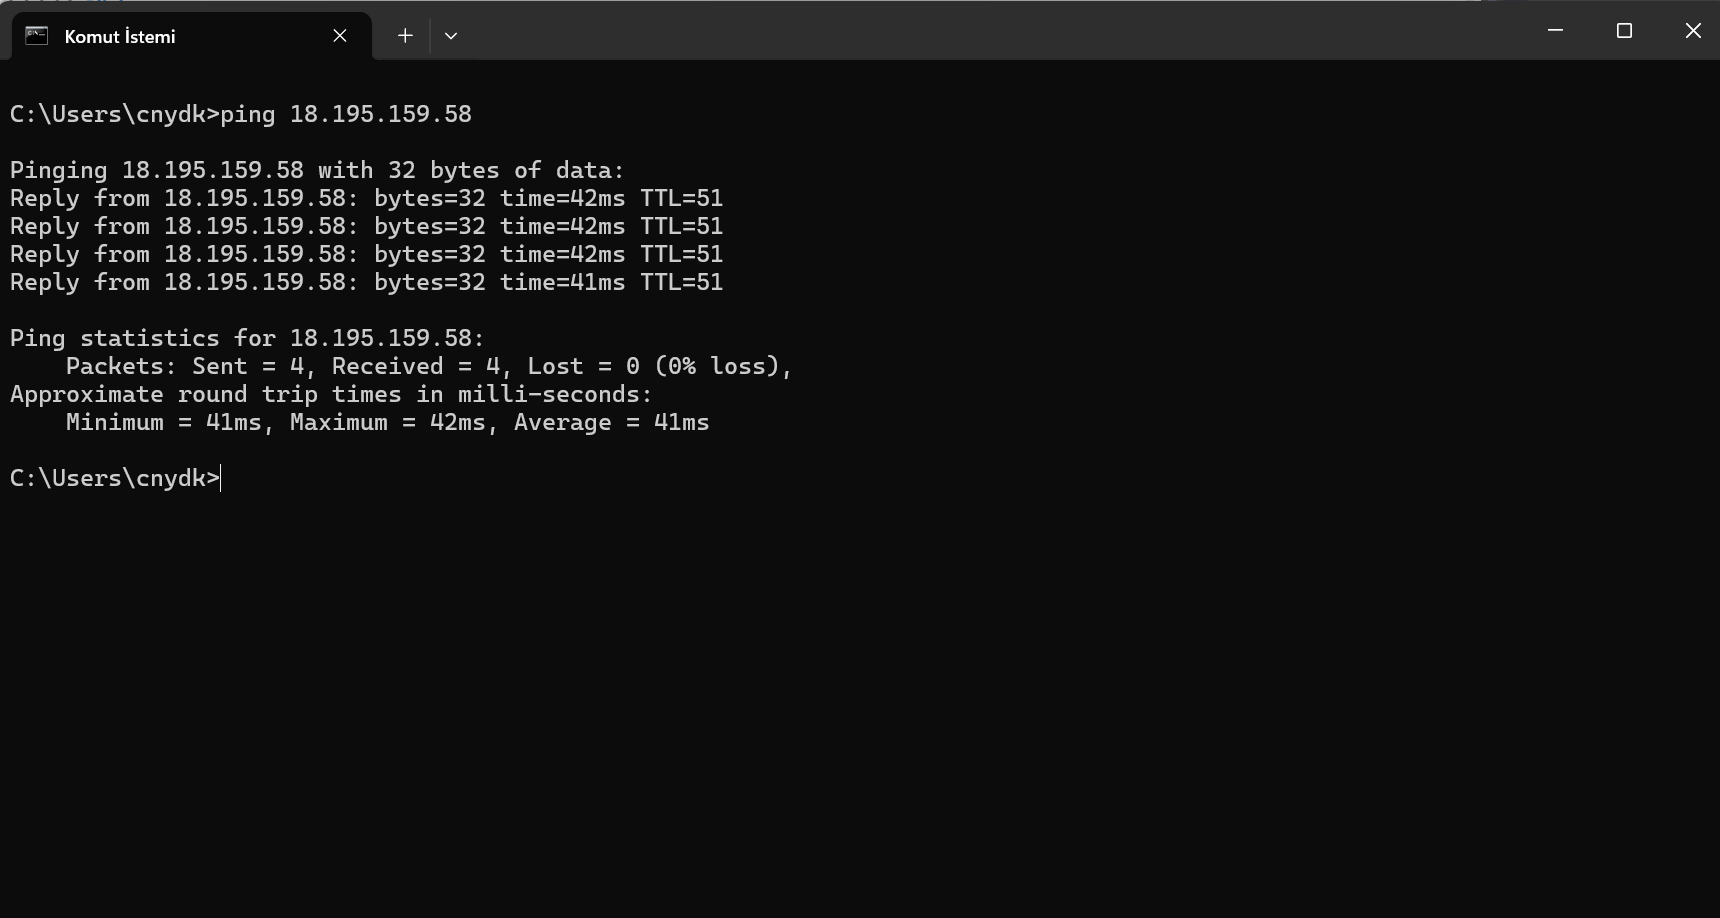 Komut İstemi
C:\Users\cnydk>ping 18.195.159.58
Pinging 18.195.159.58 with 32 bytes of data:
Reply from 18.195.159.58: bytes=32 time=42ms TTL=51
Reply from 18.195.159.58: bytes=32 time=42ms TTL=51
Reply from 18.195.159.58: bytes=32 time=42ms TTL=51
Reply from 18.195.159.58: bytes=32 time=41ms TTL=51
Ping statistics for 18.195.159.58:
    Packets: Sent = 4, Received = 4, Lost = 0 (0% loss),
Approximate round trip times in milli-seconds:
    Minimum = 41ms, Maximum = 42ms, Average = 41ms
C:\Users\cnydk>